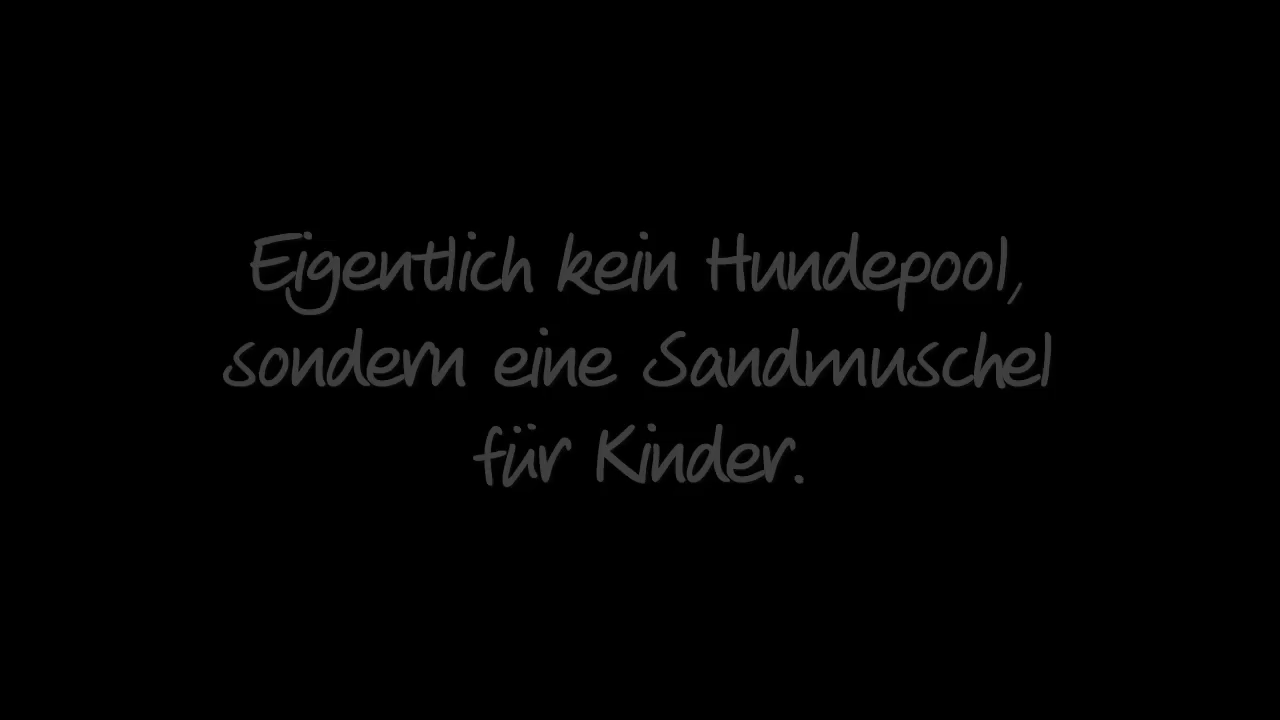 Eigentlich kein Hundepool,
sondern eine Sandmuschel
für Kinder.